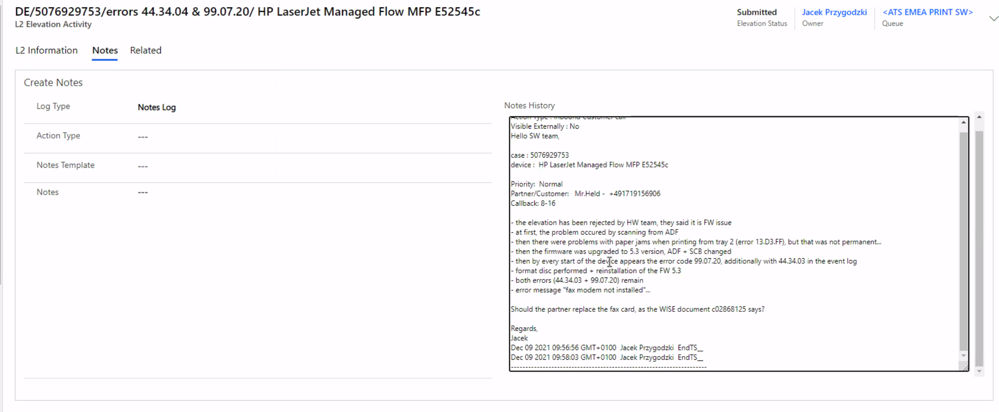 DE/5076929753/errors 44.34.04 & 99.07.20/ HP LaserJet Managed Flow MFP E52545c
L2 Elevation Activity
Submitted
Elevation Status
Jacek Przygodzki
Owner
<ATS EMEA PRINT SW>
Queue
L2 Information
Notes
Related
Create Notes
Log Type
Notes Log
Action Type
---
Notes Template
---
Notes
---
Notes History
Action Type : Inbound Customer call
Visible Externally : No
Hello SW team,
case : 5076929753
device :  HP LaserJet Managed Flow MFP E52545c
Priority:  Normal
Partner/Customer:   Mr.Held -  +491719156906
Callback: 8-16
- the elevation has been rejected by HW team, they said it is FW issue
- at first, the problem occured by scanning from ADF
- then there were problems with paper jams when printing from tray 2 (error 13.D3.FF), but that was not permanent...
- then the firmware was upgraded to 5.3 version, ADF + SCB changed
- then by every start of the device appears the error code 99.07.20, additionally with 44.34.03 in the event log
- format disc performed + reinstallation of the FW 5.3
- both errors (44.34.03 + 99.07.20) remain
- error message "fax modem not installed"...
Should the partner replace the fax card, as the WISE document c02868125 says?
Regards,
Jacek
Dec 09 2021 09:56:56 GMT+0100  Jacek Przygodzki  EndTS__
Dec 09 2021 09:58:03 GMT+0100  Jacek Przygodzki  EndTS__
--------------------------------------------------------------------